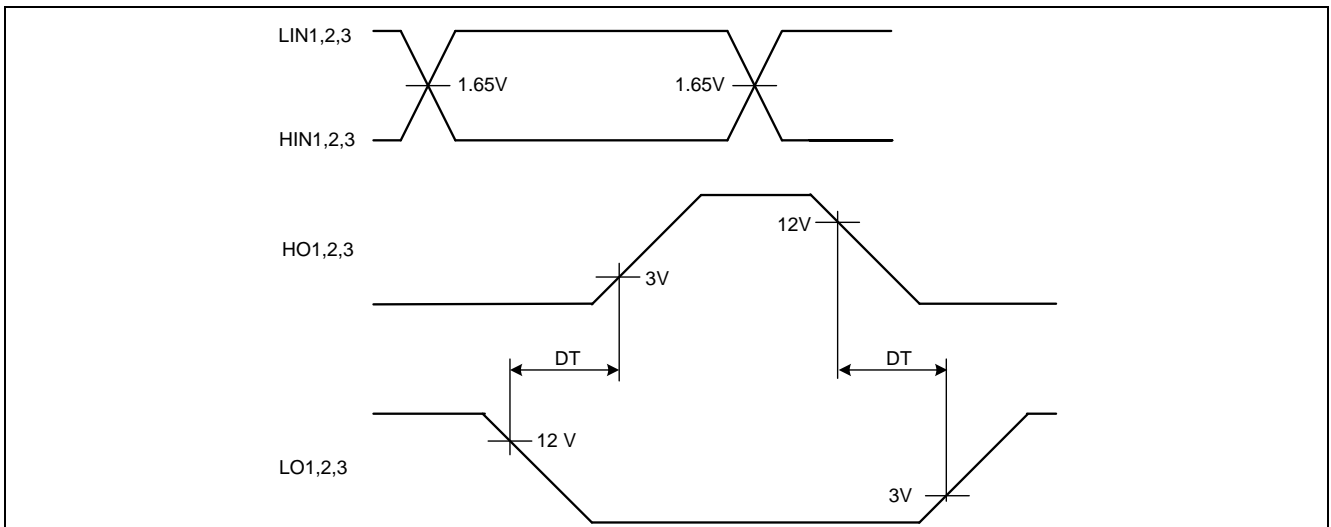 LIN1,2,3
1.65V 1.65V
HIN1,2,3
12V
HO1,2,3
3V
DT DT
12 V
LO1,2,3
3V